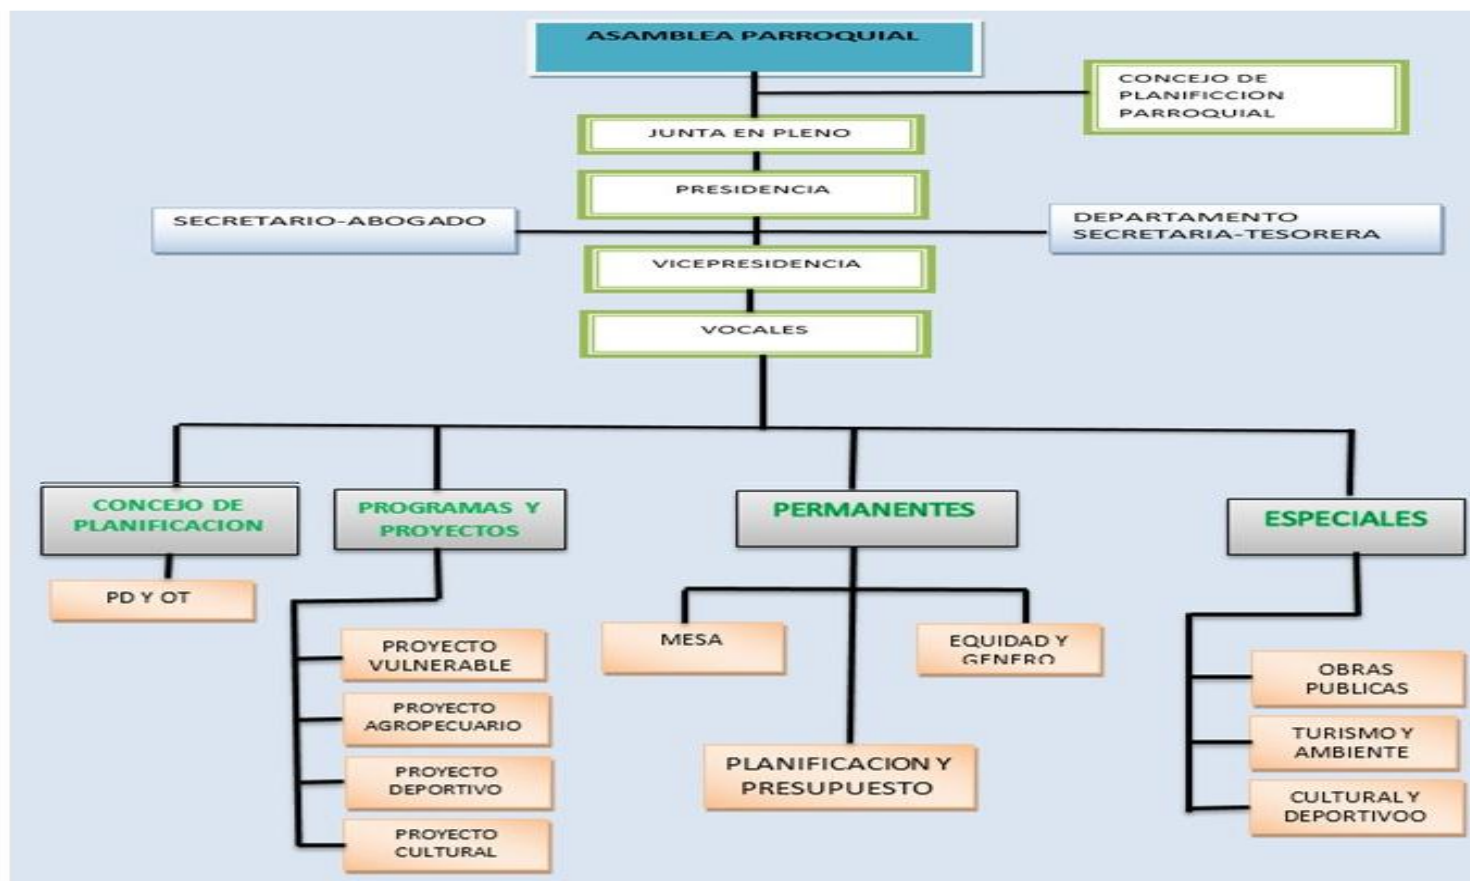 ASAMBLEA PARROQUIAL
CONCEJO DE
PLANIFICCION
PARROQUIAL
JUNTA EN PLENO
PRESIDENCIA
SECRETARIO-ABOGADO
DEPARTAMENTO
SECRETARIA-TESORERA
VICEPRESIDENCIA
VOCALES
CONCEJO DE
PLANIFICACION
PROGRAMAS Y
PROYECTOS
PERMANENTES
ESPECIALES
PD Y OT
PROYECTO
VULNERABLE
PROYECTO
AGROPECUARIO
PROYECTO
DEPORTIVO
PROYECTO
CULTURAL
MESA
EQUIDAD Y
GENERO
PLANIFICACION Y
PRESUPUESTO
OBRAS
PUBLICAS
TURISMO Y
AMBIENTE
CULTURAL Y
DEPORTIVOO